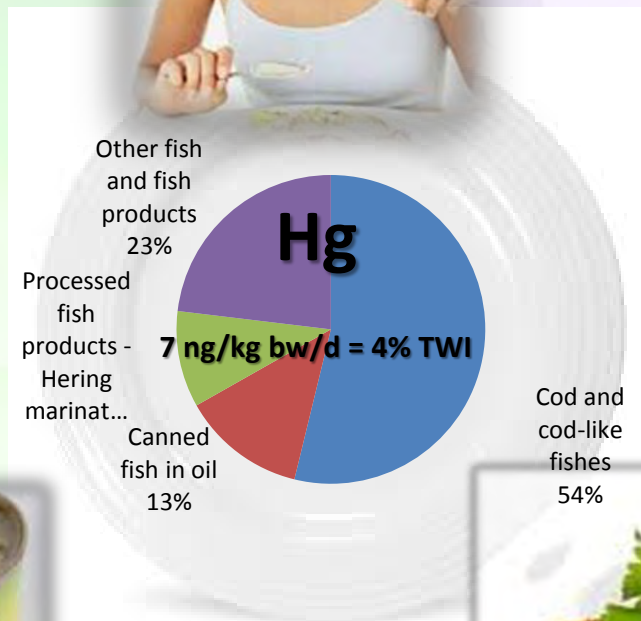 Other fish
and fish
products
23%
Hg
Processed
fish
products -
Hering
marinat...
7 ng/kg bw/d = 4% TWI
Canned
fish in oil
13%
Cod and
cod-like
fishes
54%